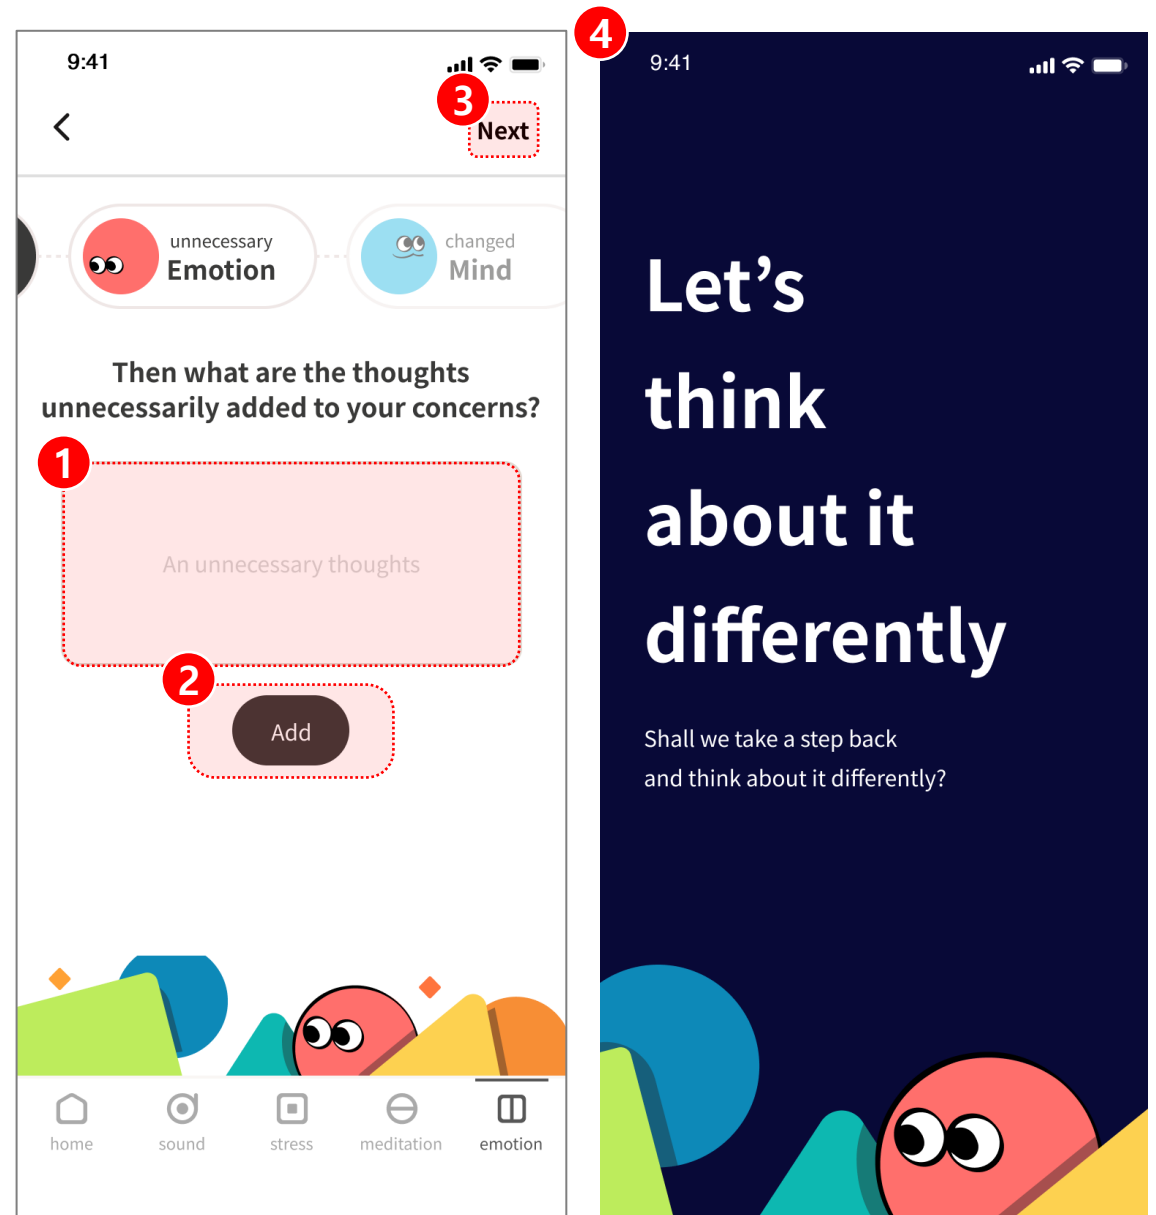 9:41
3
Next
unnecessary
Emotion
changed
Mind
Then what are the thoughts
unnecessarily added to your concerns?
1
An unnecessary thoughts
2
Add
home
sound
stress
meditation
emotion
4
9:41
Let’s
think
about it
differently
Shall we take a step back
and think about it differently?